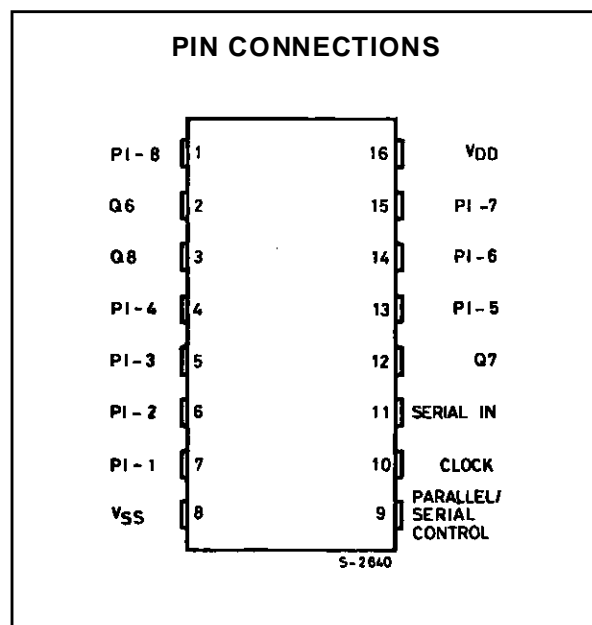 PIN CONNECTIONS
PI-8 1 16 VDD
Q6 2 15 PI-7
Q8 3 14 PI-6
PI-4 4 13 PI-5
PI-3 5 12 Q7
PI-2 6 11 SERIAL IN
PI-1 7 10 CLOCK
VSS 8 9 PARALLEL/
SERIAL
CONTROL
S-2640